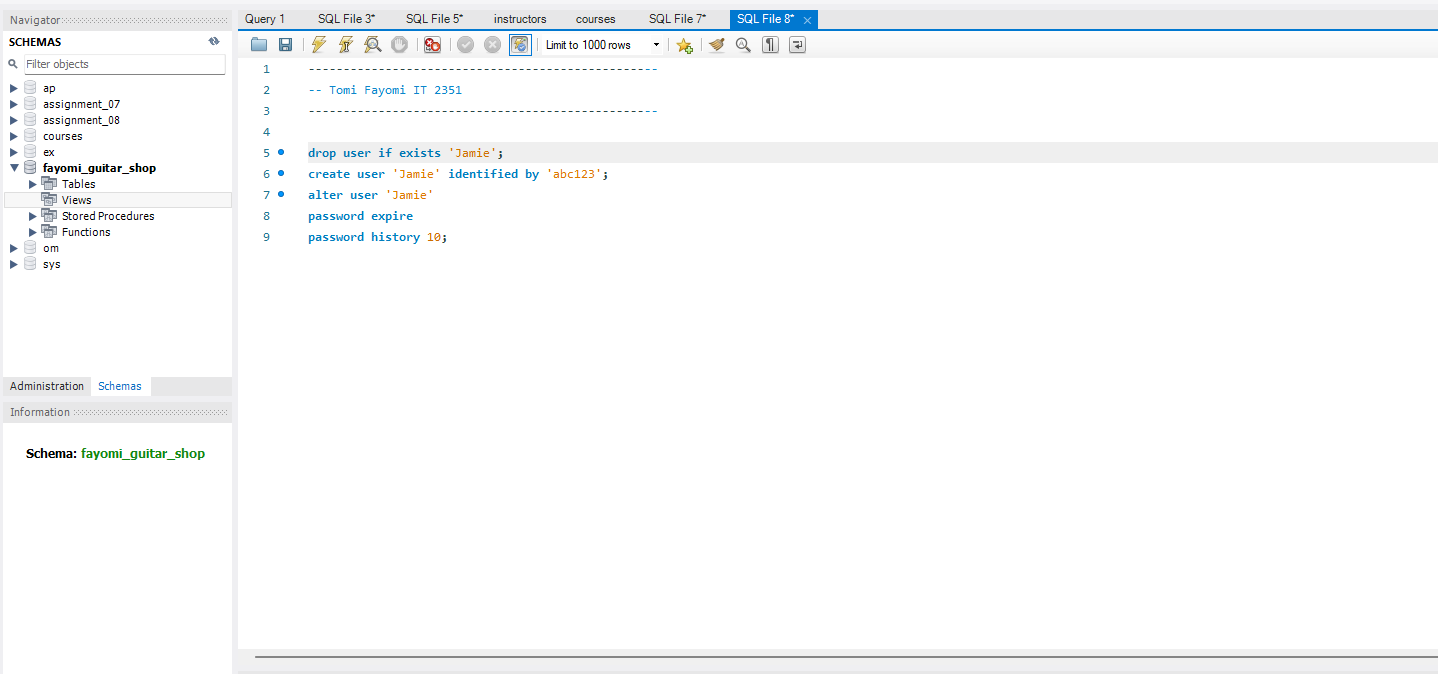 Navigator
SCHEMAS
Filter objects
ap
assignment_07
assignment_08
courses
ex
fayomi_guitar_shop
Tables
Views
Stored Procedures
Functions
om
sys
Administration Schemas
Information
Schema: fayomi_guitar_shop
Query 1 SQL File 3* SQL File 5* instructors courses SQL File 7* SQL File 8*
Limit to 1000 rows
1 --------------------------------------------------
2 -- Tomi Fayomi IT 2351
3 --------------------------------------------------
4
5 drop user if exists 'Jamie';
6 create user 'Jamie' identified by 'abc123';
7 alter user 'Jamie'
8 password expire
9 password history 10;